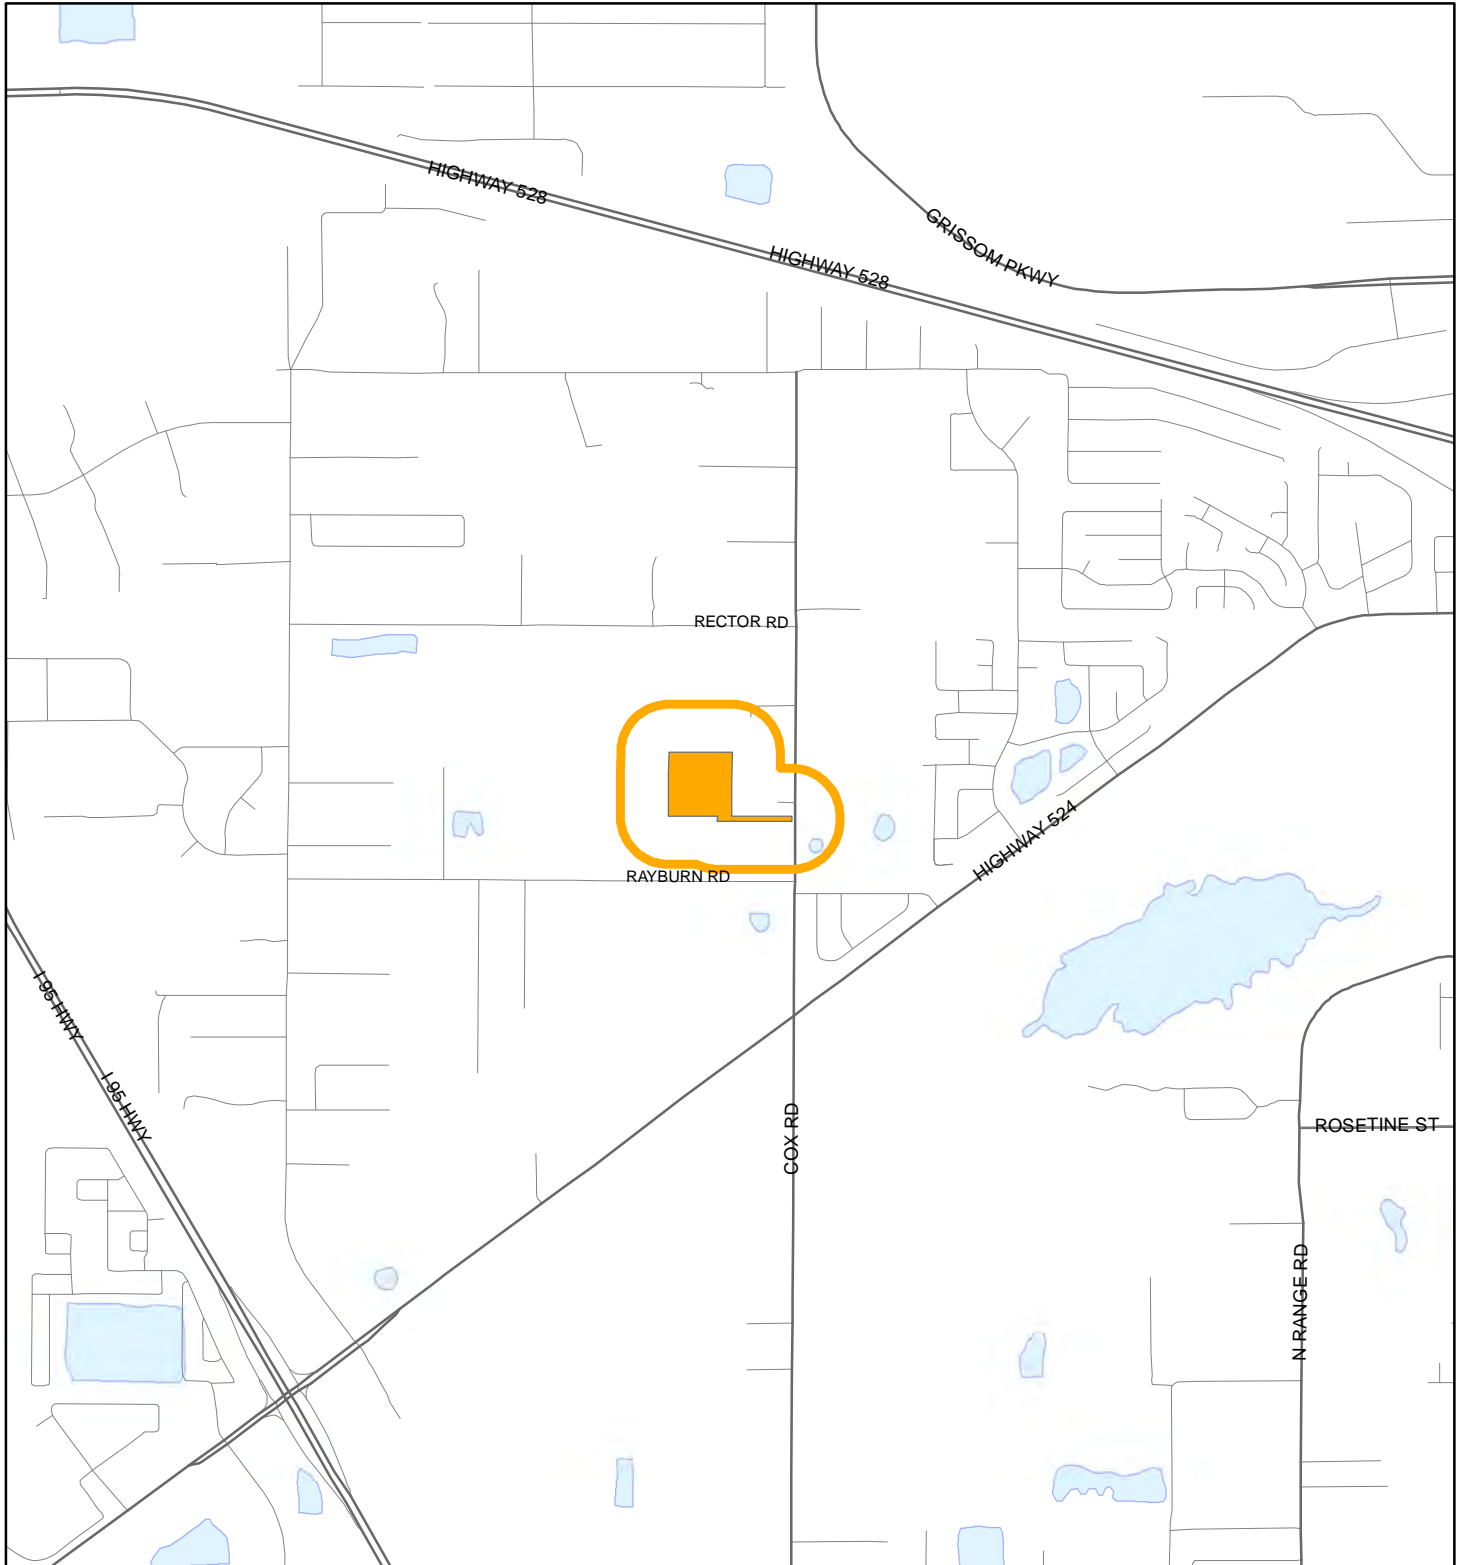 HIGHWAY 528
GRISSOM PKWY
HIGHWAY 528
RECTOR RD
HIGHWAY 524
RAYBURN RD
I 95 HWY
I 95 HWY
COX RD
ROSETINE ST
N RANGE RD